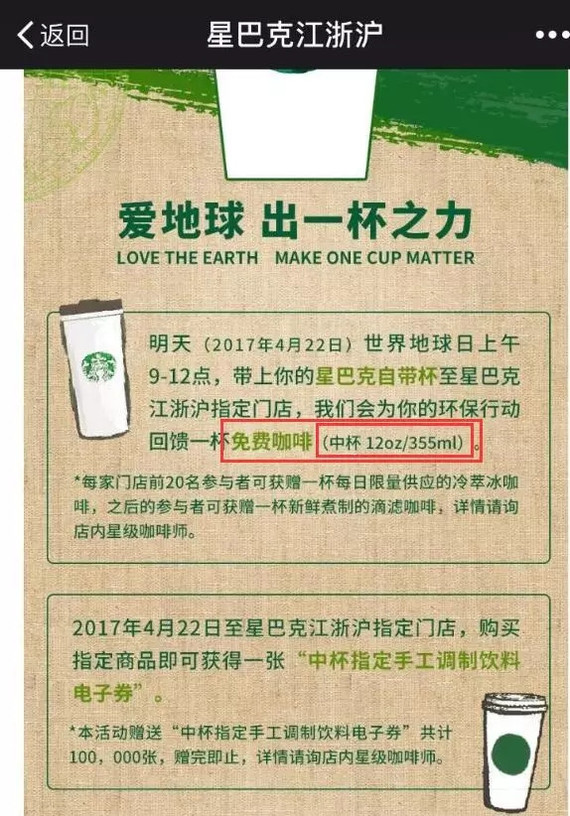 返回
星巴克江浙沪
爱地球 出一杯之力
LOVE THE EARTH MAKE ONE CUP MATTER
明天（2017年4月22日）世界地球日上午
9-12点，带上你的星巴克自带杯至星巴克
江浙沪指定门店，我们会为你的环保行动
回馈一杯免费咖啡（中杯 12oz/355ml）。
*每家门店前20名参与者可获赠一杯每日限量供应的冷萃冰咖
啡，之后的参与者可获赠一杯新鲜煮制的滴滤咖啡，详情请询
店内星级咖啡师。
2017年4月22日至星巴克江浙沪指定门店，购买
指定商品即可获得一张“中杯指定手工调制饮料
电子券”。
*本活动赠送“中杯指定手工调制饮料电子券”共计
100，000张，赠完即止，详情请询店内星级咖啡师。